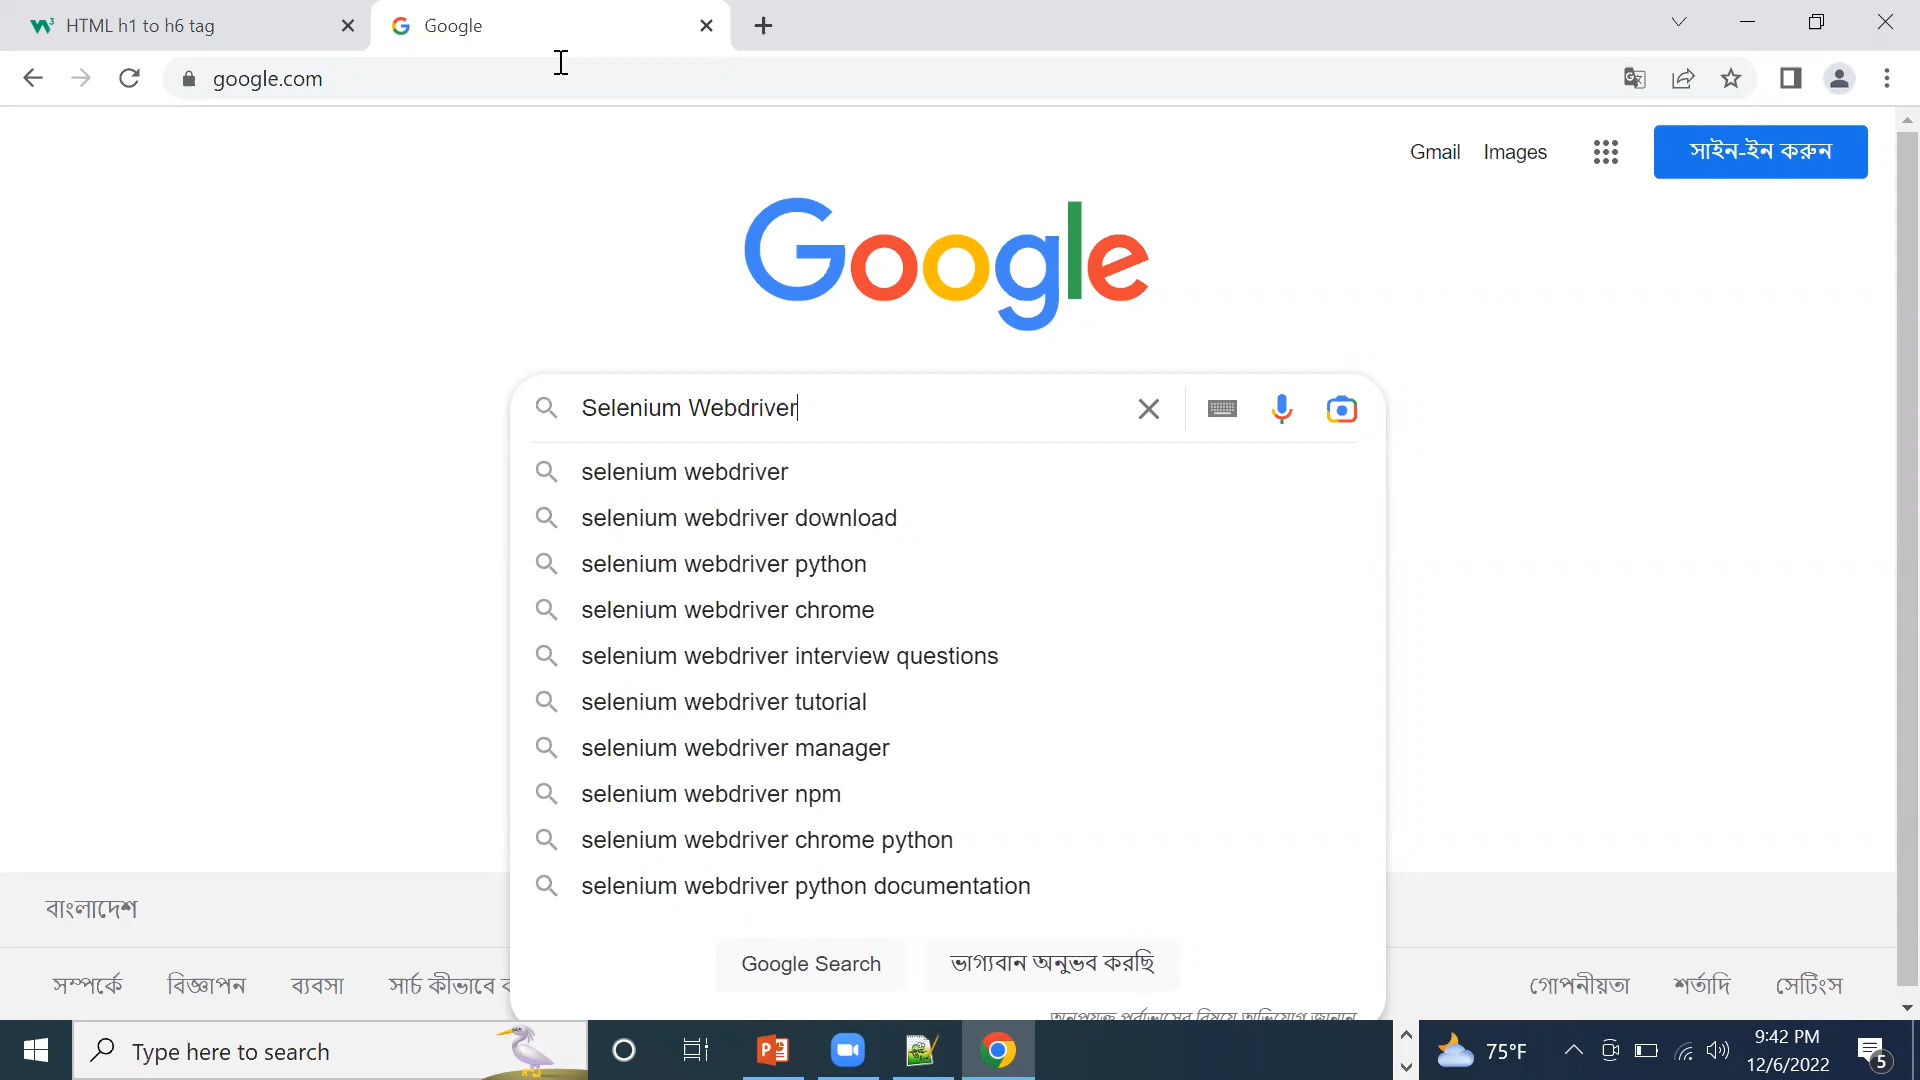 HTML h1 to h6 tag
Google
google.com
Gmail Images সাইন-ইন করুন
Google
Selenium Webdriver
selenium webdriver
selenium webdriver download
selenium webdriver python
selenium webdriver chrome
selenium webdriver interview questions
selenium webdriver tutorial
selenium webdriver manager
selenium webdriver npm
selenium webdriver chrome python
selenium webdriver python documentation
Google Search ভাগ্যবান অনুভব করছি
বাংলাদেশ
সম্পর্কে বিজ্ঞাপন ব্যবসা সার্চ কীভাবে
গোপনীয়তা শর্তাদি সেটিংস
Type here to search
75°F
9:42 PM
12/6/2022
5